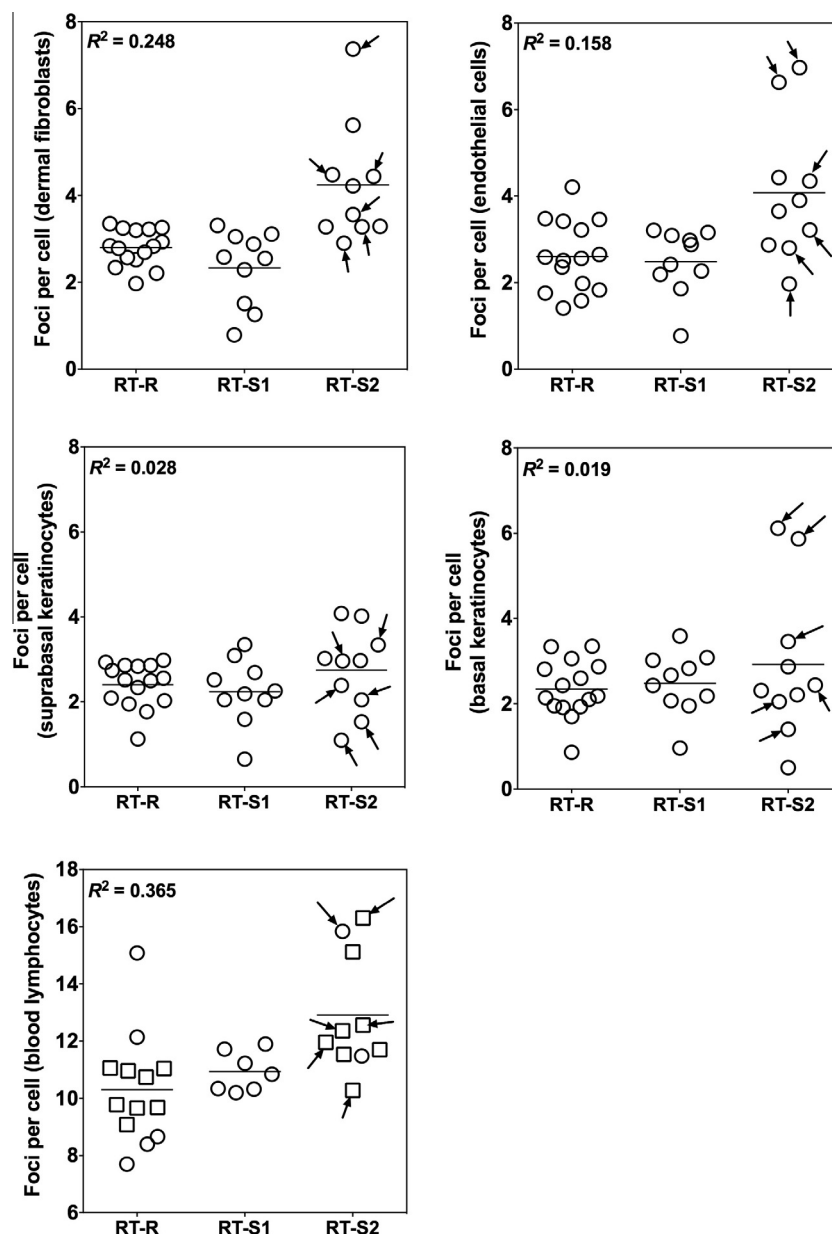 Foci per cell (dermal fibroblasts)
R² = 0.248
8
6
4
2
0
RT-R RT-S1 RT-S2
Foci per cell (endothelial cells)
R² = 0.158
8
6
4
2
0
RT-R RT-S1 RT-S2
Foci per cell
(suprabasal keratinocytes)
R² = 0.028
8
6
4
2
0
RT-R RT-S1 RT-S2
Foci per cell
(basal keratinocytes)
R² = 0.019
8
6
4
2
0
RT-R RT-S1 RT-S2
Foci per cell (blood lymphocytes)
R² = 0.365
18
16
14
12
10
8
6
RT-R RT-S1 RT-S2